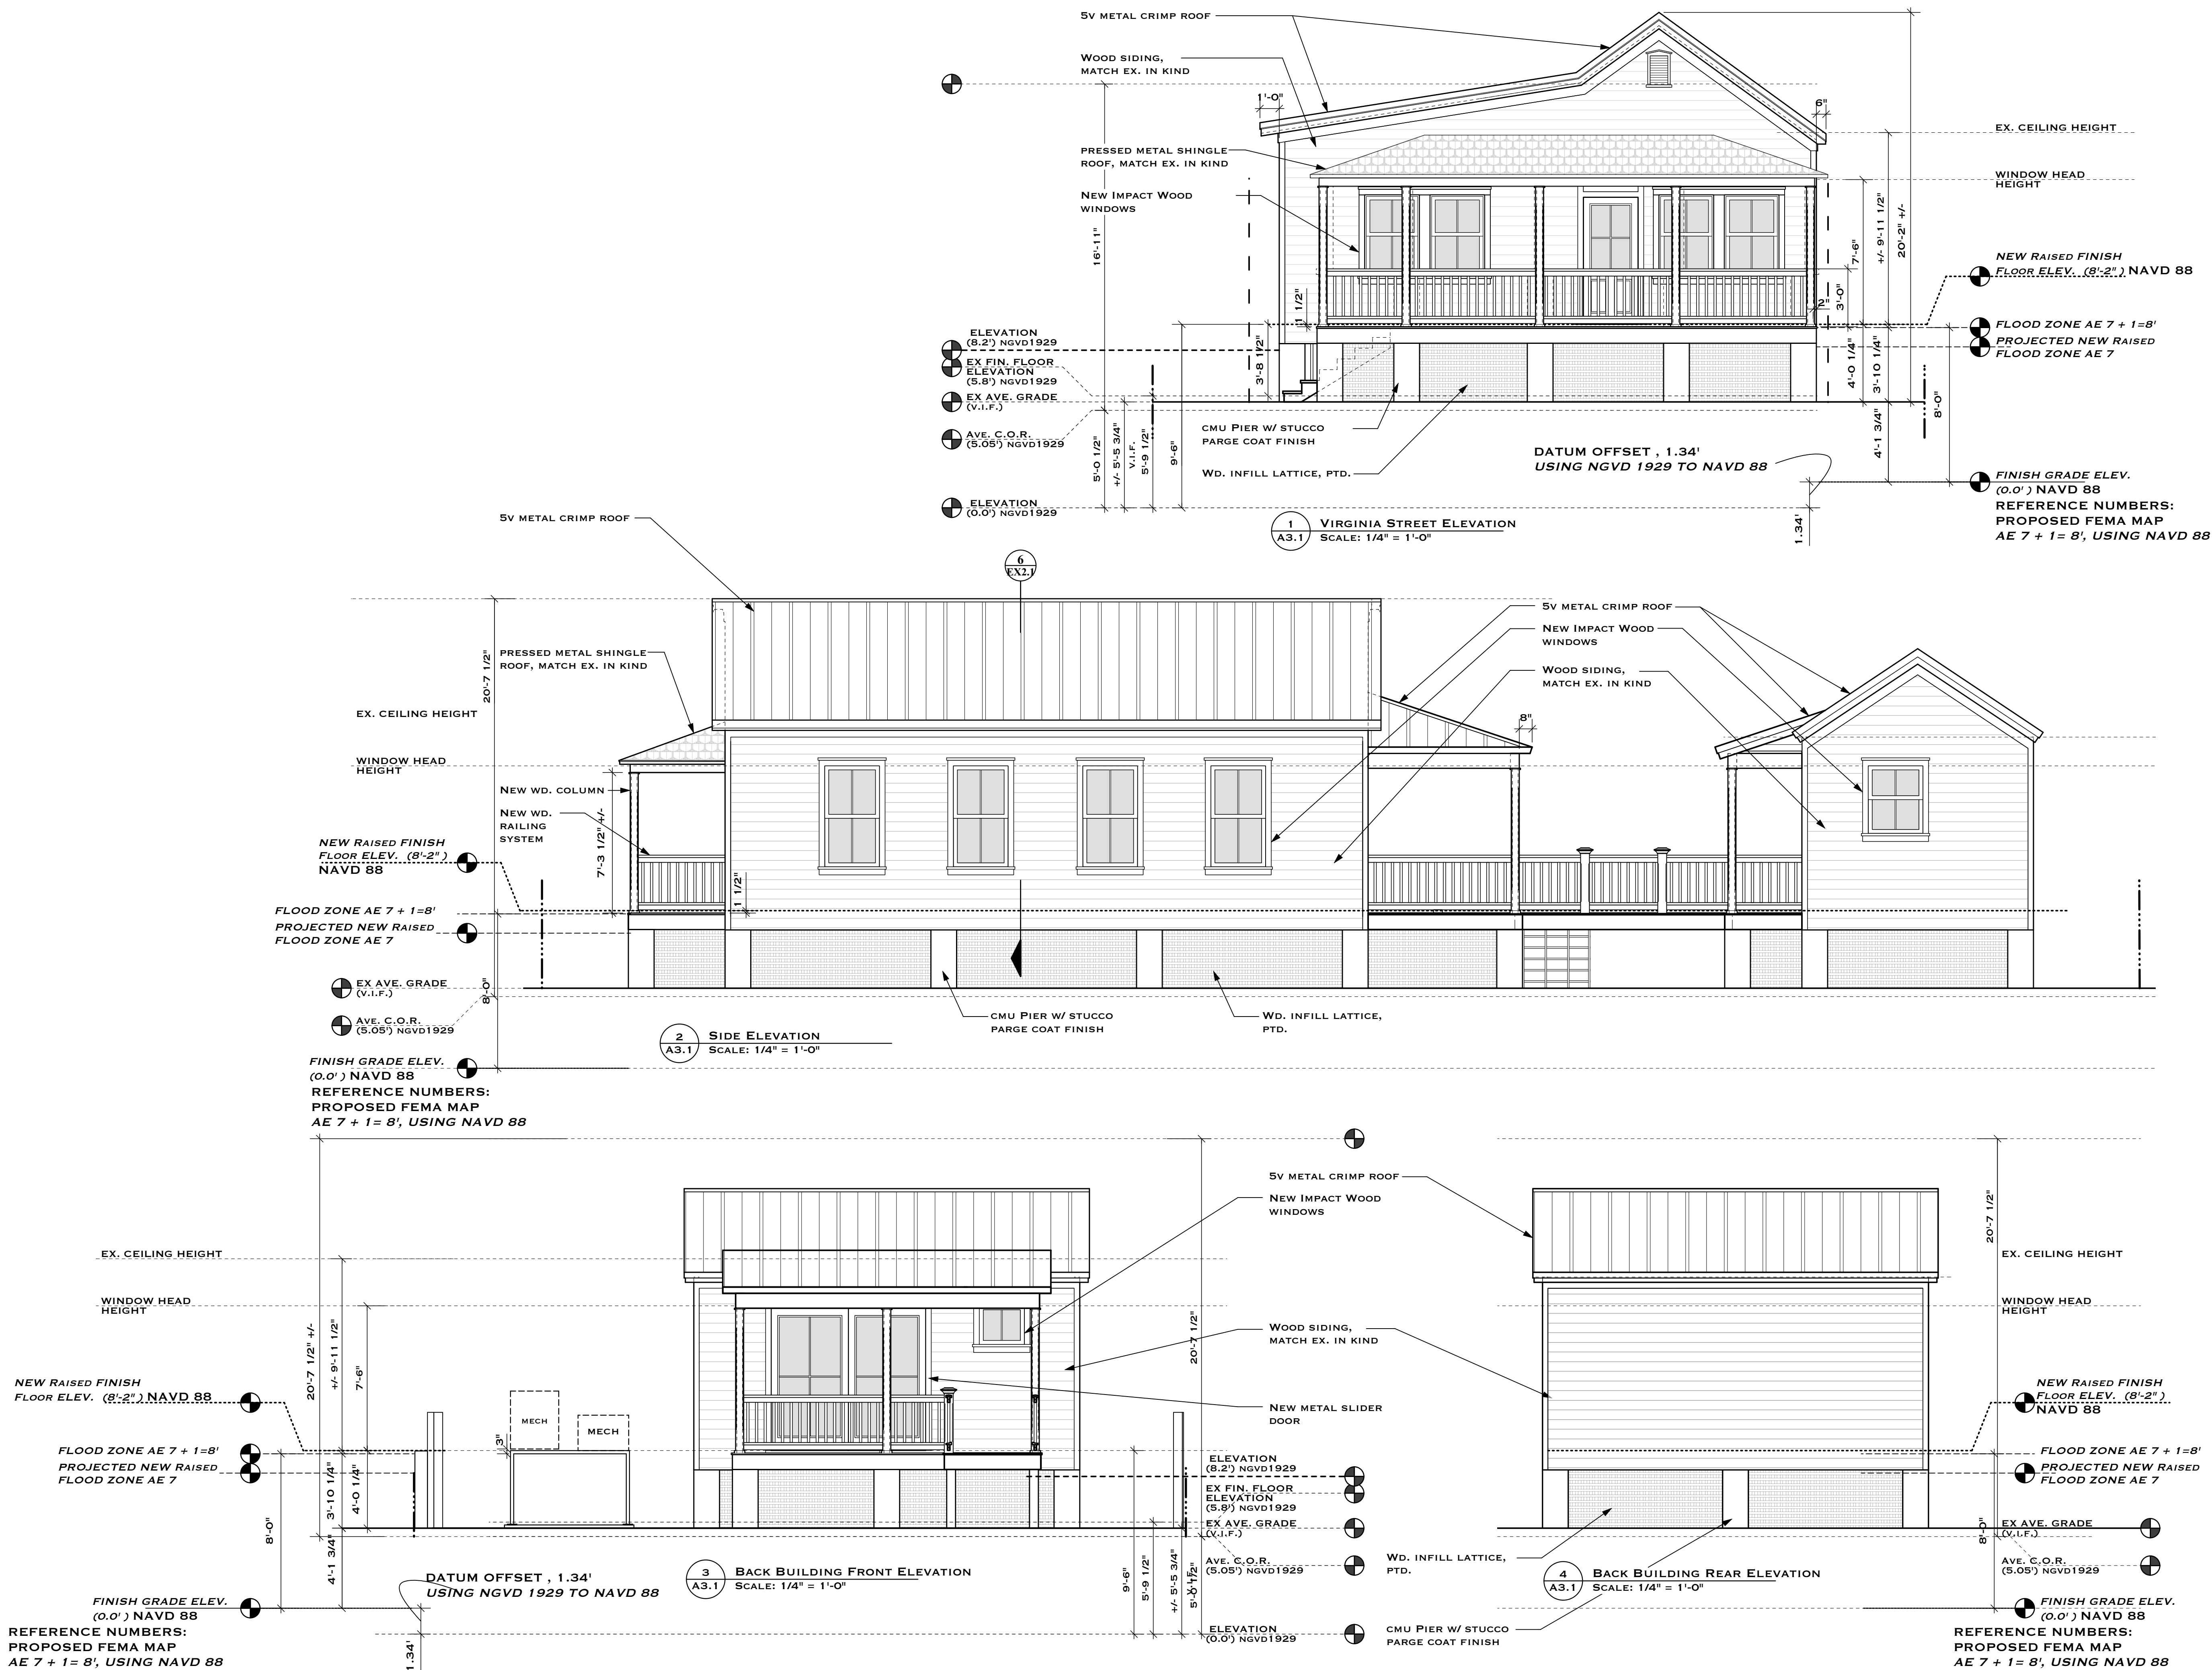 5V METAL CRIMP ROOF
WOOD SIDING,
MATCH EX. IN KIND
PRESSED METAL SHINGLE
ROOF, MATCH EX. IN KIND
NEW IMPACT WOOD
WINDOWS
1'-0"
6"
16'-11"
ELEVATION
(8.2') NGVD1929
EX FIN. FLOOR
ELEVATION
(5.8') NGVD1929
EX AVE. GRADE
(V.I.F.)
AVE. C.O.R.
(5.05') NGVD1929
ELEVATION
(0.0') NGVD1929
5'-0 1/2"
+/- 5'-5 3/4"
V.I.F.
5'-9 1/2"
9'-6"
3'-8 1/2"
1 1/2"
2"
3'-0"
7'-6"
+/- 9'-11 1/2"
20'-2" +/-
4'-0 1/4"
3'-10 1/4"
4'-1 3/4"
8'-0"
EX. CEILING HEIGHT
WINDOW HEAD
HEIGHT
NEW RAISED FINISH
FLOOR ELEV. (8'-2" ) NAVD 88
FLOOD ZONE AE 7 + 1=8'
PROJECTED NEW RAISED
FLOOD ZONE AE 7
CMU PIER W/ STUCCO
PARGE COAT FINISH
WD. INFILL LATTICE, PTD.
DATUM OFFSET , 1.34'
USING NGVD 1929 TO NAVD 88
1.34'
FINISH GRADE ELEV.
(0.0' ) NAVD 88
REFERENCE NUMBERS:
PROPOSED FEMA MAP
AE 7 + 1= 8', USING NAVD 88
1
A3.1
VIRGINIA STREET ELEVATION
SCALE: 1/4" = 1'-0"
5V METAL CRIMP ROOF
6
EX2.1
20'-7 1/2"
PRESSED METAL SHINGLE
ROOF, MATCH EX. IN KIND
EX. CEILING HEIGHT
WINDOW HEAD
HEIGHT
NEW WD. COLUMN
NEW WD.
RAILING
SYSTEM
7'-3 1/2" +/-
1 1/2"
5V METAL CRIMP ROOF
NEW IMPACT WOOD
WINDOWS
WOOD SIDING,
MATCH EX. IN KIND
8"
NEW RAISED FINISH
FLOOR ELEV. (8'-2" )
NAVD 88
FLOOD ZONE AE 7 + 1=8'
PROJECTED NEW RAISED
FLOOD ZONE AE 7
EX AVE. GRADE
(V.I.F.)
8'-0"
AVE. C.O.R.
(5.05') NGVD1929
FINISH GRADE ELEV.
(0.0' ) NAVD 88
REFERENCE NUMBERS:
PROPOSED FEMA MAP
AE 7 + 1= 8', USING NAVD 88
CMU PIER W/ STUCCO
PARGE COAT FINISH
WD. INFILL LATTICE,
PTD.
2
A3.1
SIDE ELEVATION
SCALE: 1/4" = 1'-0"
EX. CEILING HEIGHT
WINDOW HEAD
HEIGHT
20'-7 1/2" +/-
+/- 9'-11 1/2"
7'-6"
NEW RAISED FINISH
FLOOR ELEV. (8'-2" ) NAVD 88
FLOOD ZONE AE 7 + 1=8'
PROJECTED NEW RAISED
FLOOD ZONE AE 7
8'-0"
3'-10 1/4"
4'-0 1/4"
4'-1 3/4"
3"
MECH
MECH
DATUM OFFSET , 1.34'
USING NGVD 1929 TO NAVD 88
1.34'
FINISH GRADE ELEV.
(0.0' ) NAVD 88
REFERENCE NUMBERS:
PROPOSED FEMA MAP
AE 7 + 1= 8', USING NAVD 88
3
A3.1
BACK BUILDING FRONT ELEVATION
SCALE: 1/4" = 1'-0"
5V METAL CRIMP ROOF
NEW IMPACT WOOD
WINDOWS
WOOD SIDING,
MATCH EX. IN KIND
NEW METAL SLIDER
DOOR
20'-7 1/2"
ELEVATION
(8.2') NGVD1929
EX FIN. FLOOR
ELEVATION
(5.8') NGVD1929
EX AVE. GRADE
(V.I.F.)
AVE. C.O.R.
(5.05') NGVD1929
ELEVATION
(0.0') NGVD1929
9'-6"
5'-9 1/2"
+/- 5'-5 3/4"
5'-0 1/2"
WD. INFILL LATTICE,
PTD.
CMU PIER W/ STUCCO
PARGE COAT FINISH
4
A3.1
BACK BUILDING REAR ELEVATION
SCALE: 1/4" = 1'-0"
20'-7 1/2"
EX. CEILING HEIGHT
WINDOW HEAD
HEIGHT
NEW RAISED FINISH
FLOOR ELEV. (8'-2" )
NAVD 88
FLOOD ZONE AE 7 + 1=8'
PROJECTED NEW RAISED
FLOOD ZONE AE 7
8'-0"
EX AVE. GRADE
(V.I.F.)
AVE. C.O.R.
(5.05') NGVD1929
FINISH GRADE ELEV.
(0.0' ) NAVD 88
REFERENCE NUMBERS:
PROPOSED FEMA MAP
AE 7 + 1= 8', USING NAVD 88